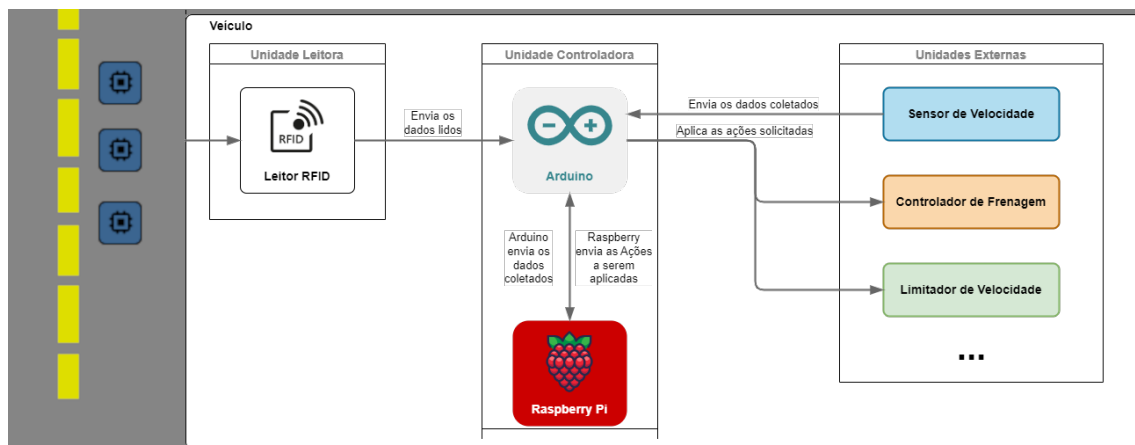 Veículo
Unidade Leitora
RFID
Leitor RFID
Envia os
dados lidos
Unidade Controladora
Arduino
Arduino
envia os
dados
coletados
Raspberry
envia as Ações
a serem
aplicadas
Raspberry Pi
Unidades Externas
Envia os dados coletados
Aplica as ações solicitadas
Sensor de Velocidade
Controlador de Frenagem
Limitador de Velocidade
...